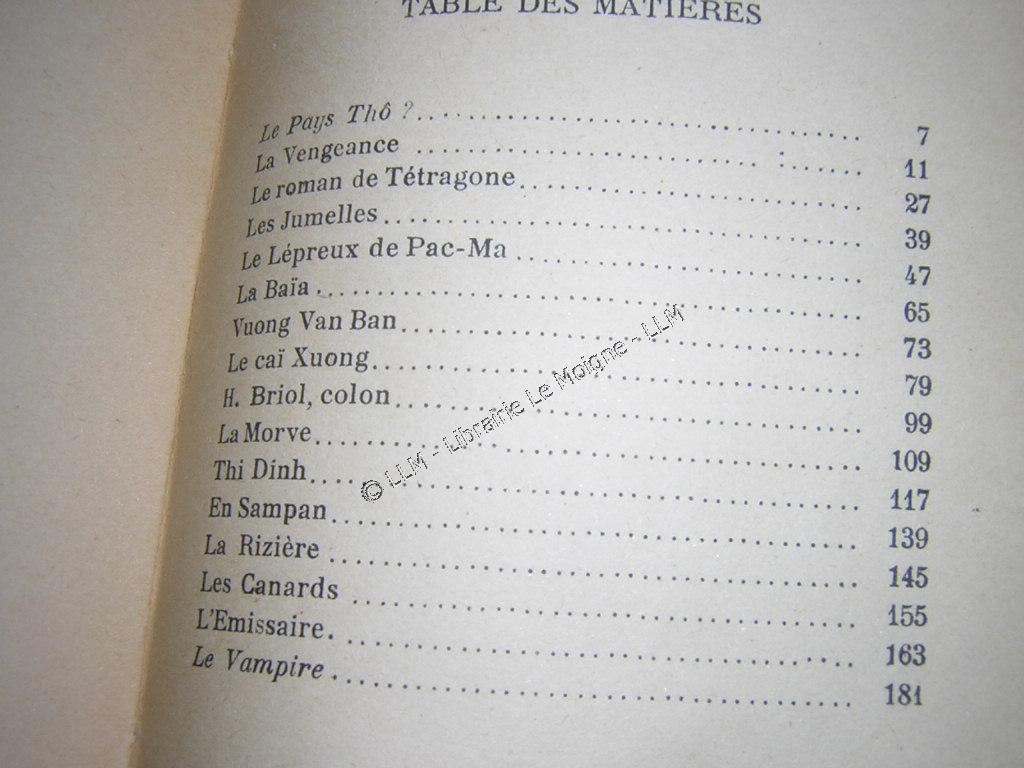 TABLE DES MATIÈRES
Le Pays Thô ? 7
La Vengeance 11
Le roman de Tétragone 27
Les Jumelles 39
Le Lépreux de Pac-Ma 47
La Baïa 65
Vuong Van Ban 73
Le caï Xuong 79
H. Briol, colon 99
La Morve 109
Thi Dinh 117
En Sampan 139
La Rizière 145
Les Canards 155
L'Emissaire. 163
Le Vampire 181
© LLM - Librairie Le Moigne - LLM